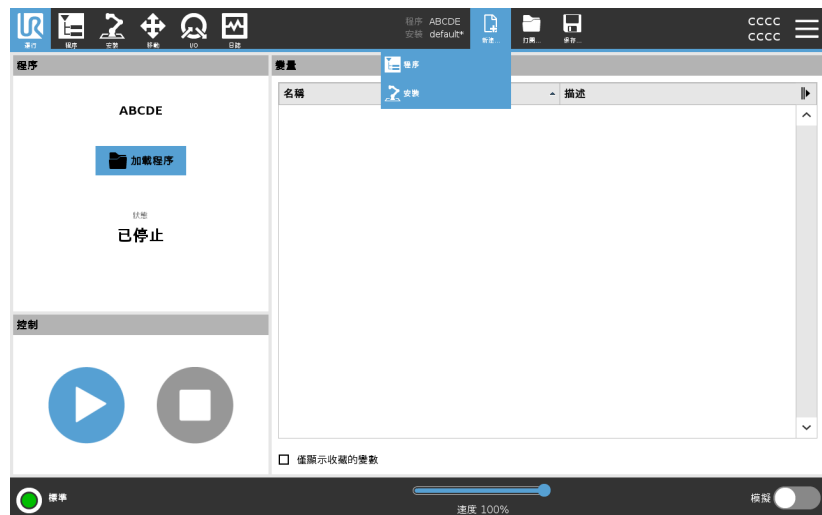 程序 ABCDE
安裝 default*
運行
程序
安裝
移動
I/O
日誌
新建...
打開...
保存...
cccc
cccc
程序
變量
程序
安裝
名稱
描述
ABCDE
加載程序
狀態
已停止
控制
僅顯示收藏的變數
標準
速度 100%
模擬